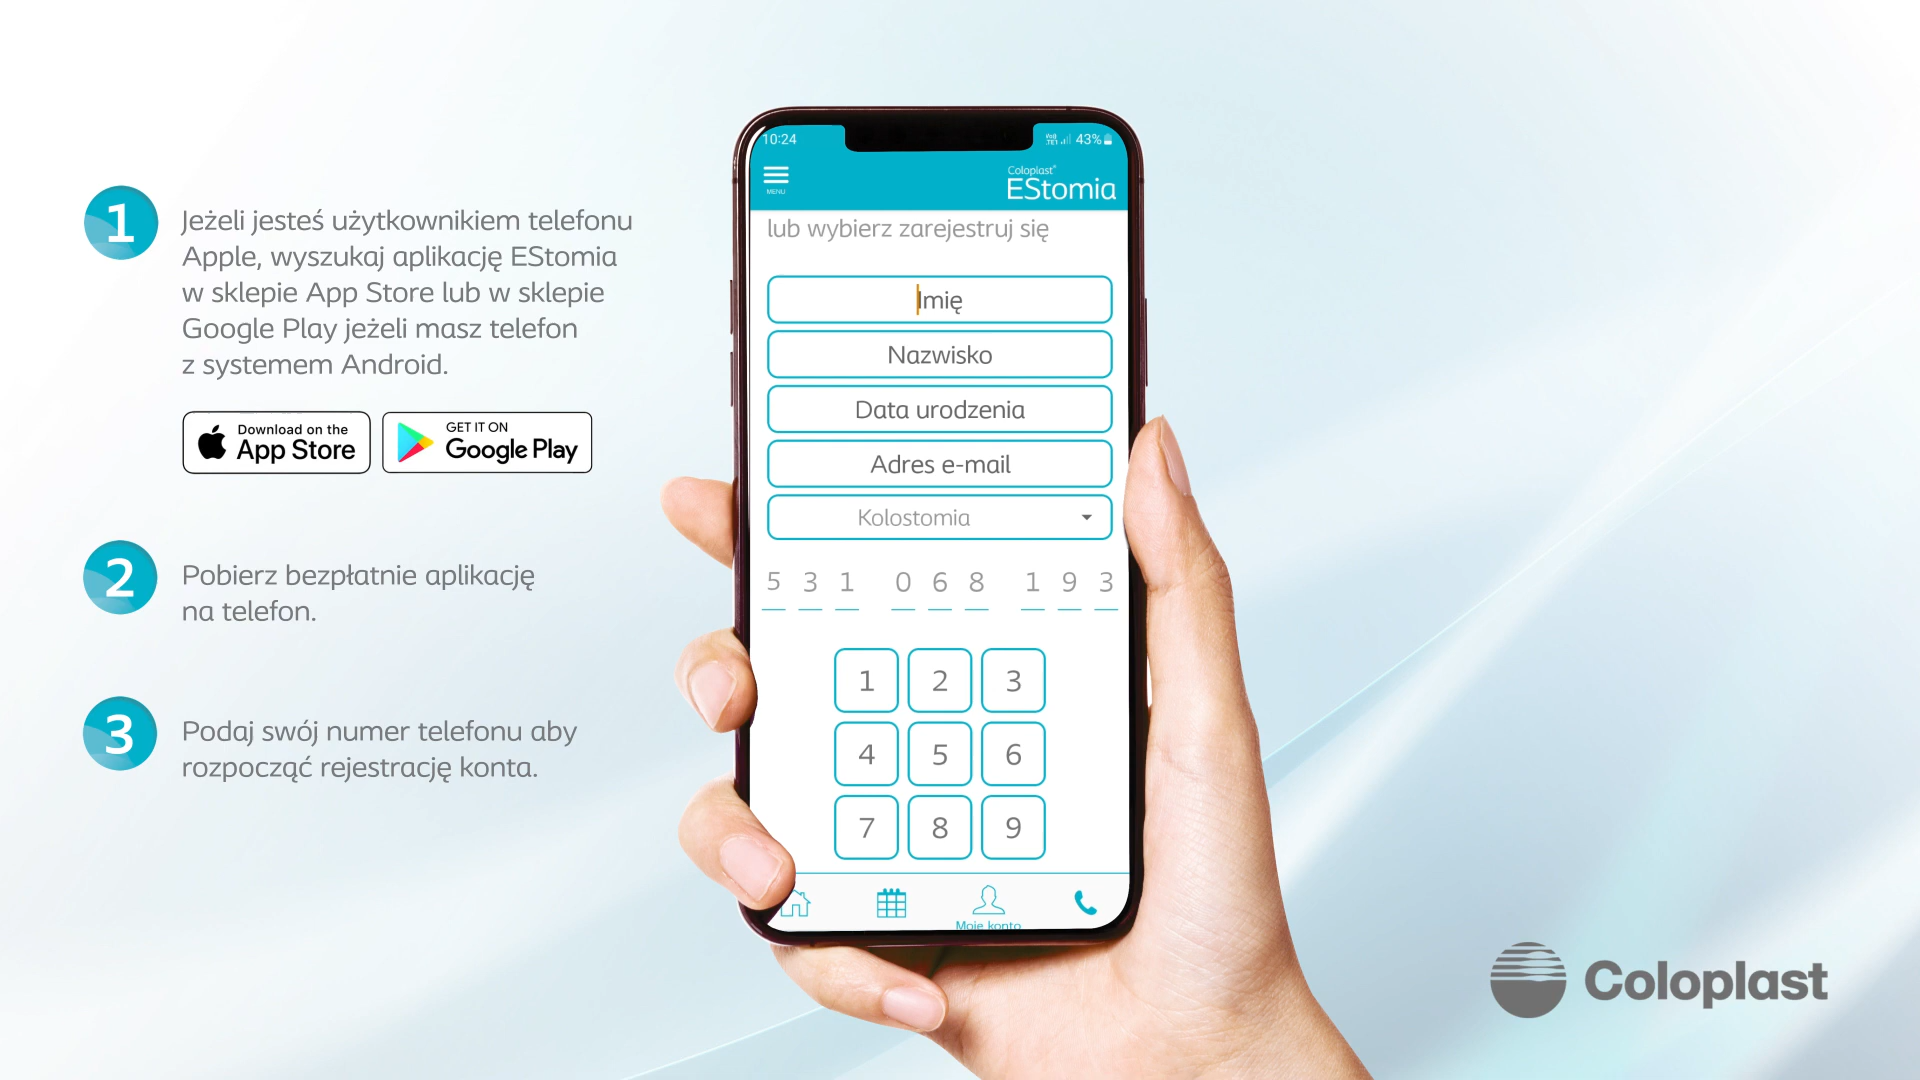 1
Jeżeli jesteś użytkownikiem telefonu
Apple, wyszukaj aplikację EStomia
w sklepie App Store lub w sklepie
Google Play jeżeli masz telefon
z systemem Android.
Download on the
App Store
GET IT ON
Google Play
2
Pobierz bezpłatnie aplikację
na telefon.
3
Podaj swój numer telefonu aby
rozpocząć rejestrację konta.
10:24
43%
MENU
Coloplast®
EStomia
lub wybierz zarejestruj się
Imię
Nazwisko
Data urodzenia
Adres e-mail
Kolostomia
5 3 1 0 6 8 1 9 3
1 2 3
4 5 6
7 8 9
Moje konto
Coloplast